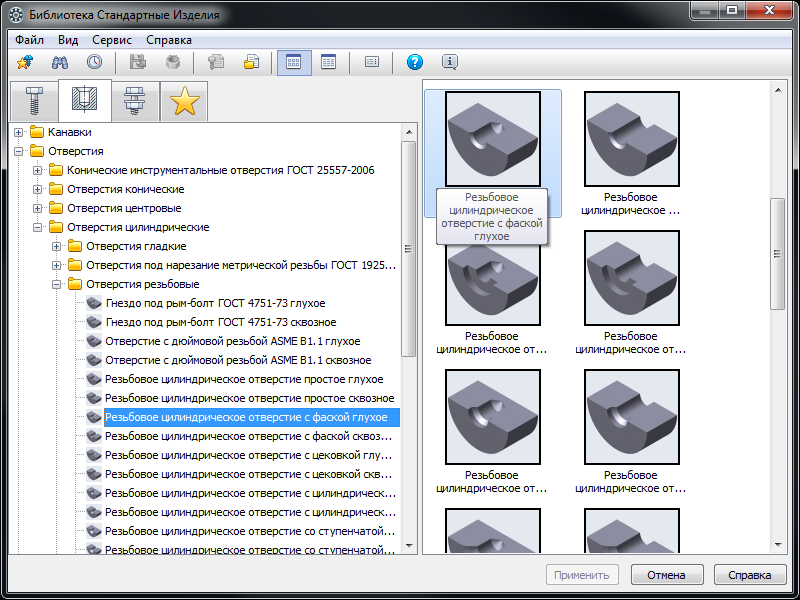 Библиотека Стандартные Изделия
Файл Вид Сервис Справка
Канавки
Отверстия
Конические инструментальные отверстия ГОСТ 25557-2006
Отверстия конические
Отверстия центровые
Отверстия цилиндрические
Отверстия гладкие
Отверстия под нарезание метрической резьбы ГОСТ 1925...
Отверстия резьбовые
Гнездо под рым-болт ГОСТ 4751-73 глухое
Гнездо под рым-болт ГОСТ 4751-73 сквозное
Отверстие с дюймовой резьбой ASME B1.1 глухое
Отверстие с дюймовой резьбой ASME B1.1 сквозное
Резьбовое цилиндрическое отверстие простое глухое
Резьбовое цилиндрическое отверстие простое сквозное
Резьбовое цилиндрическое отверстие с фаской глухое
Резьбовое цилиндрическое отверстие с фаской сквоз...
Резьбовое цилиндрическое отверстие с цековкой глу...
Резьбовое цилиндрическое отверстие с цековкой скв...
Резьбовое цилиндрическое отверстие с цилиндрическ...
Резьбовое цилиндрическое отверстие с цилиндрическ...
Резьбовое цилиндрическое отверстие со ступенчатой...
Резьбовое цилиндрическое отверстие со ступенчатой...
Резьбовое
цилиндрическое
отверстие с фаской
глухое
Резьбовое
цилиндрическое ...
Резьбовое
цилиндрическое от...
Резьбовое
цилиндрическое от...
Резьбовое
цилиндрическое от...
Резьбовое
цилиндрическое от...
Применить Отмена Справка